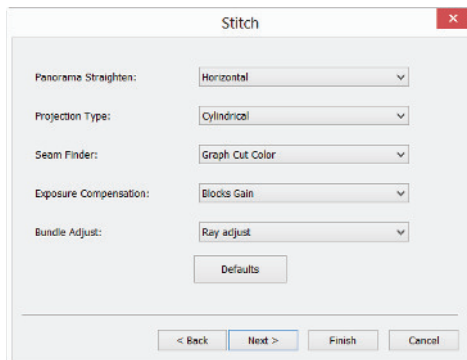 Stitch
Panorama Straighten: Horizontal
Projection Type: Cylindrical
Seam Finder: Graph Cut Color
Exposure Compensation: Blocks Gain
Bundle Adjust: Ray adjust
Defaults
< Back Next > Finish Cancel